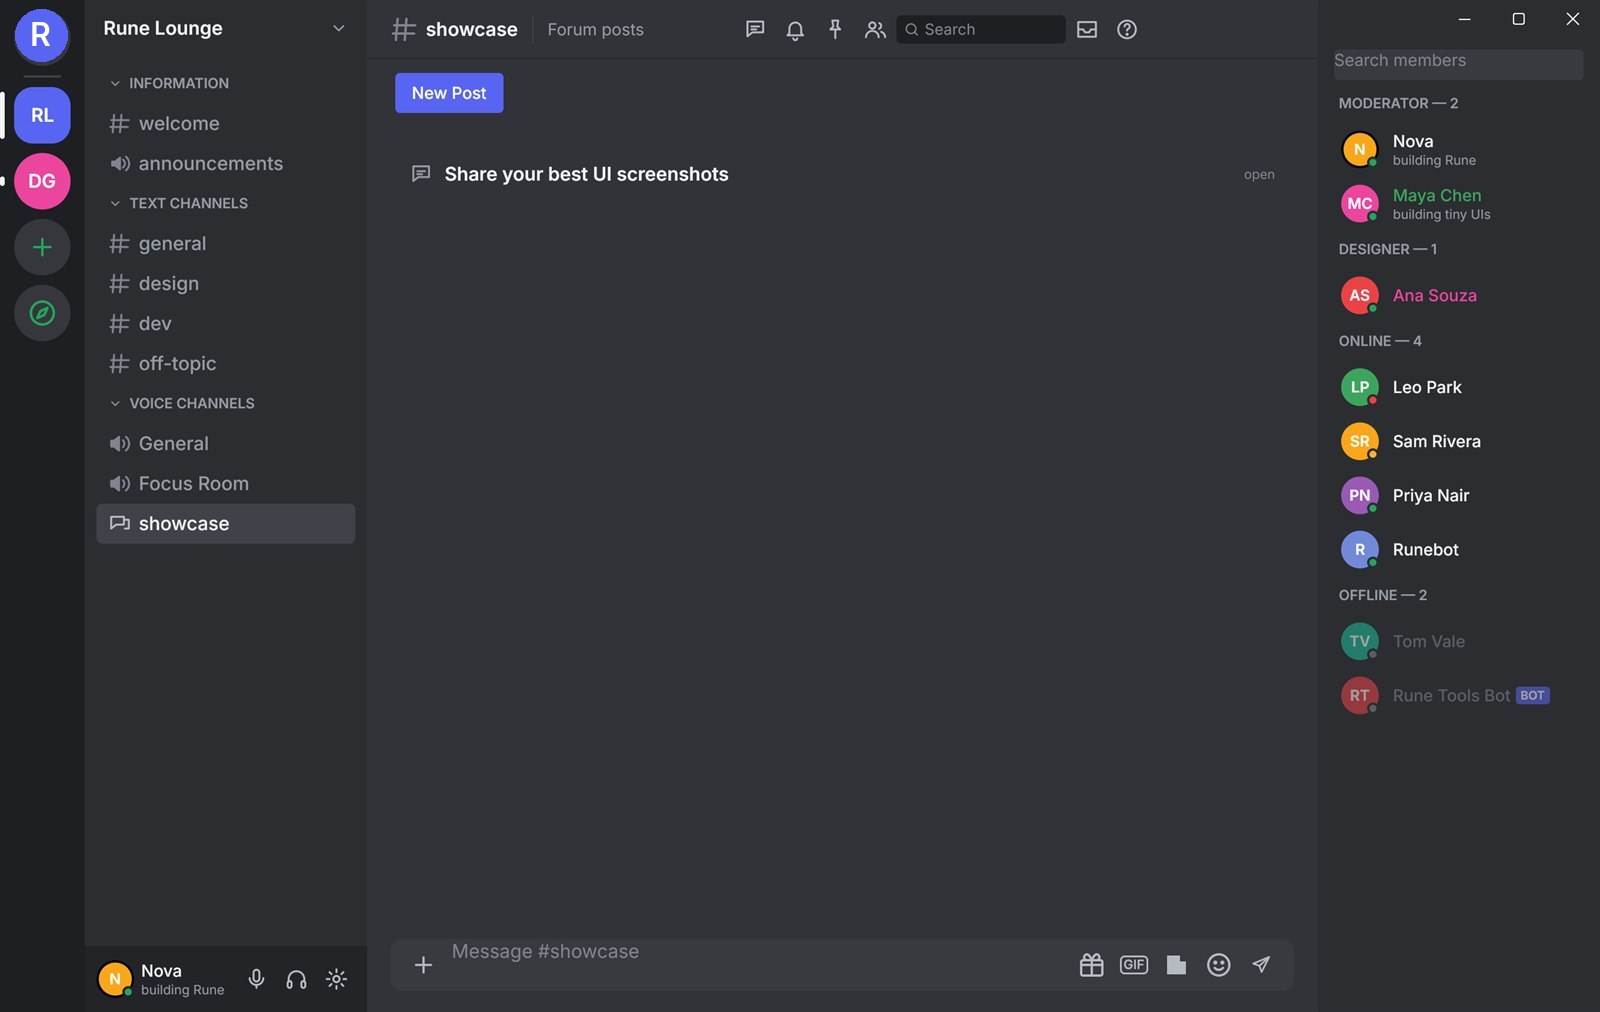 R
RL
DG
Rune Lounge
INFORMATION
welcome
announcements
TEXT CHANNELS
general
design
dev
off-topic
VOICE CHANNELS
General
Focus Room
showcase
N
Nova
building Rune
showcase
Forum posts
Search
New Post
Share your best UI screenshots
open
Message #showcase
GIF
Search members
MODERATOR — 2
N
Nova
building Rune
MC
Maya Chen
building tiny UIs
DESIGNER — 1
AS
Ana Souza
ONLINE — 4
LP
Leo Park
SR
Sam Rivera
PN
Priya Nair
R
Runebot
OFFLINE — 2
TV
Tom Vale
RT
Rune Tools Bot BOT